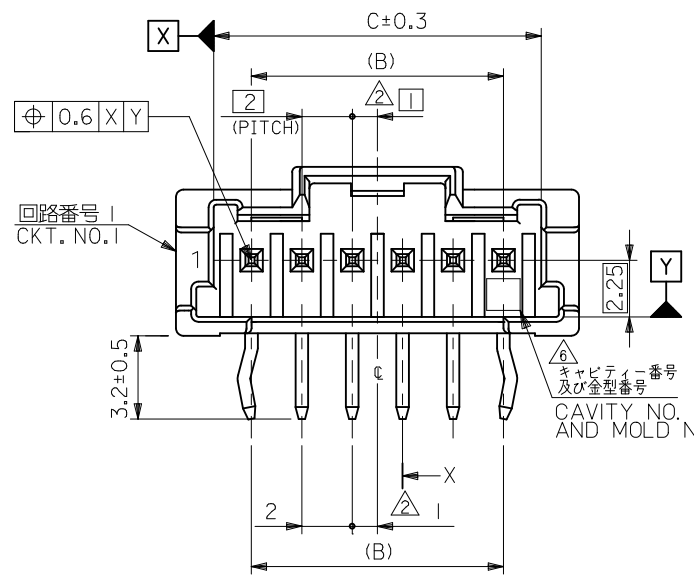 C±0.3
X
(B)
2
(PITCH)
2
1
⌖ 0.6 X Y
回路番号 1
CKT. NO.1
1
Y
2.25
3.2±0.5
℄
6
キャビティー番号
及び金型番号
CAVITY NO.
AND MOLD N
X
2
2
1
(B)